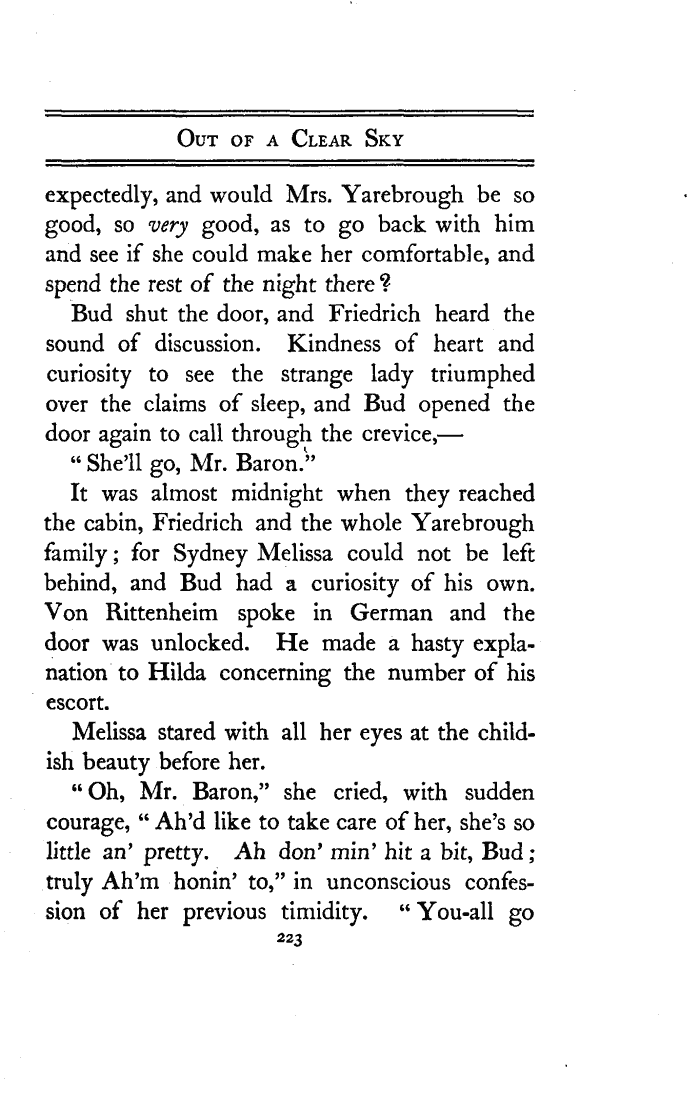 OUT OF A CLEAR SKY
expectedly, and would Mrs. Yarebrough be so
good, so very good, as to go back with him
and see if she could make her comfortable, and
spend the rest of the night there?
Bud shut the door, and Friedrich heard the
sound of discussion. Kindness of heart and
curiosity to see the strange lady triumphed
over the claims of sleep, and Bud opened the
door again to call through the crevice,—
“She’ll go, Mr. Baron.”
It was almost midnight when they reached
the cabin, Friedrich and the whole Yarebrough
family; for Sydney Melissa could not be left
behind, and Bud had a curiosity of his own.
Von Rittenheim spoke in German and the
door was unlocked. He made a hasty expla-
nation to Hilda concerning the number of his
escort.
Melissa stared with all her eyes at the child-
ish beauty before her.
“Oh, Mr. Baron,” she cried, with sudden
courage, “Ah’d like to take care of her, she’s so
little an’ pretty. Ah don’ min’ hit a bit, Bud;
truly Ah’m honin’ to,” in unconscious confes-
sion of her previous timidity. “You-all go
223